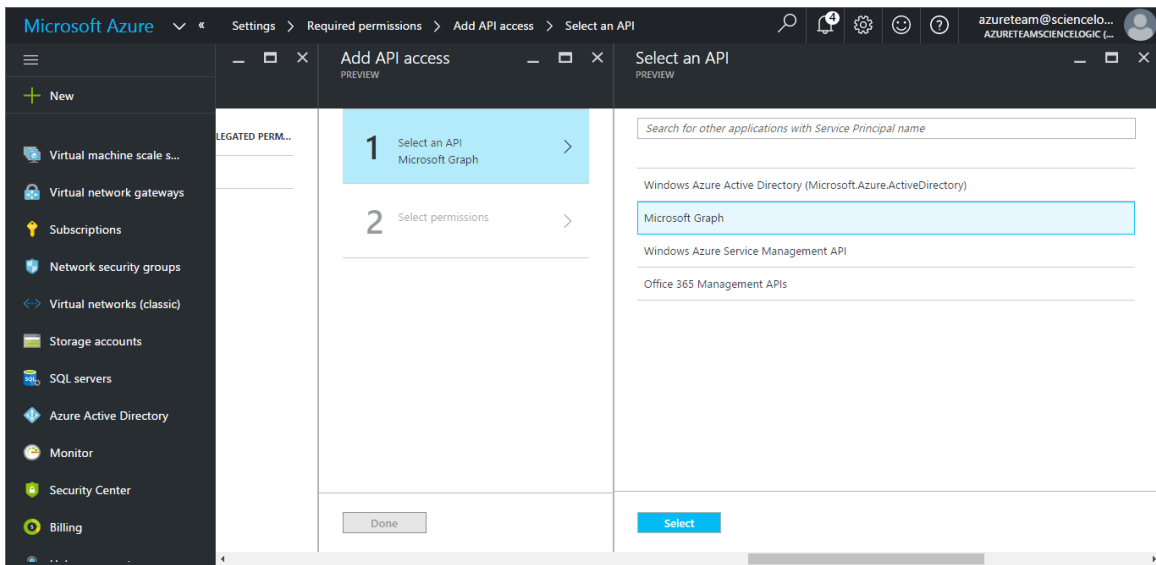 Microsoft Azure
Settings > Required permissions > Add API access > Select an API
4
azureteam@sciencelo...
AZURETEAMSCIENCELOGIC (...
New
Virtual machine scale s...
Virtual network gateways
Subscriptions
Network security groups
Virtual networks (classic)
Storage accounts
SQL servers
Azure Active Directory
Monitor
Security Center
Billing
LEGATED PERM...
Add API access
PREVIEW
1
Select an API
Microsoft Graph
2
Select permissions
Done
Select an API
PREVIEW
Search for other applications with Service Principal name
Windows Azure Active Directory (Microsoft.Azure.ActiveDirectory)
Microsoft Graph
Windows Azure Service Management API
Office 365 Management APIs
Select